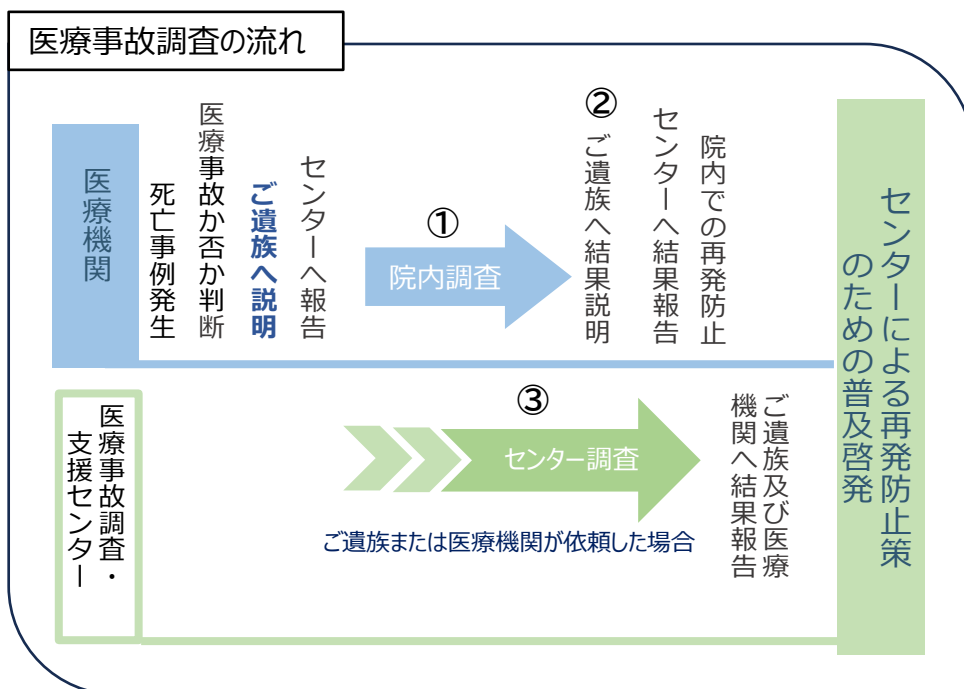 医療事故調査の流れ
医療機関
死亡事例発生
医療事故か否か判断
ご遺族へ説明
センターへ報告
①
院内調査
②
ご遺族へ結果説明
センターへ結果報告
院内での再発防止
医療事故調査・
支援センター
③
センター調査
ご遺族または医療機関が依頼した場合
ご遺族及び医療
機関へ結果報告
センターによる再発防止策
のための普及啓発